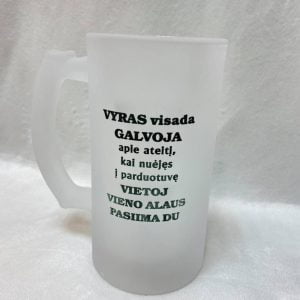 VYRAS visada
GALVOJA
apie ateitį,
kai nuėjęs
į parduotuvę
VIETOJ
VIENO ALAUS
PASIIMA DU